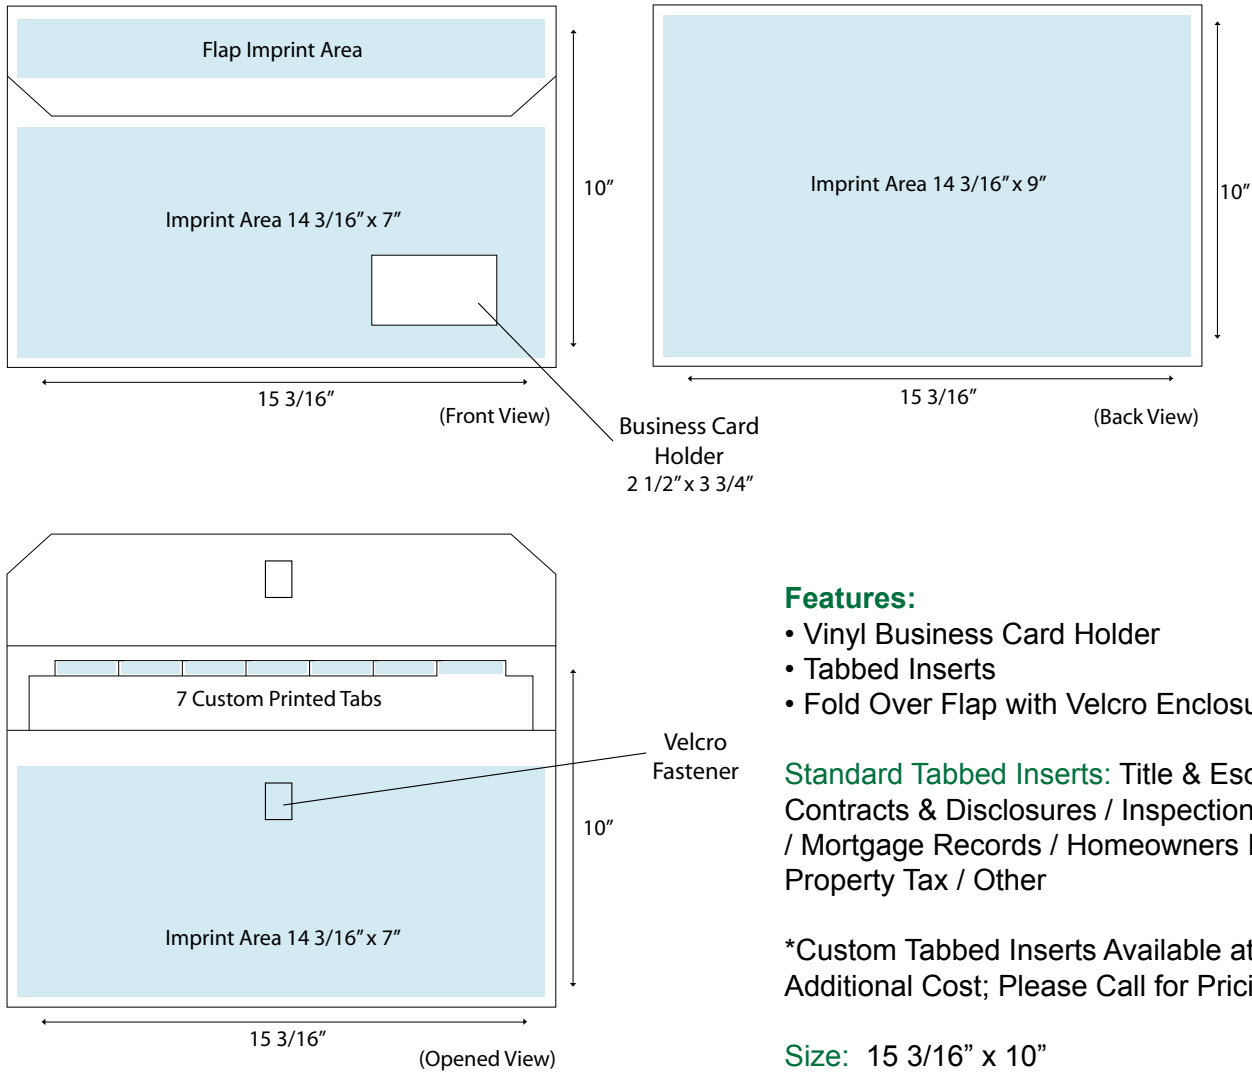 Flap Imprint Area
Imprint Area 14 3/16” x 7”
10”
15 3/16”
(Front View)
Business Card
Holder
2 1/2” x 3 3/4”
Imprint Area 14 3/16” x 9”
10”
15 3/16”
(Back View)
7 Custom Printed Tabs
Velcro
Fastener
10”
Imprint Area 14 3/16” x 7”
15 3/16”
(Opened View)
Features:
• Vinyl Business Card Holder
• Tabbed Inserts
• Fold Over Flap with Velcro
Standard Tabbed Inserts: Title &
Contracts & Disclosures /
/ Mortgage Records / Homeowners
Property Tax / Other
*Custom Tabbed Inserts Available at
Additional Cost; Please Call for
Size: 15 3/16” x 10”